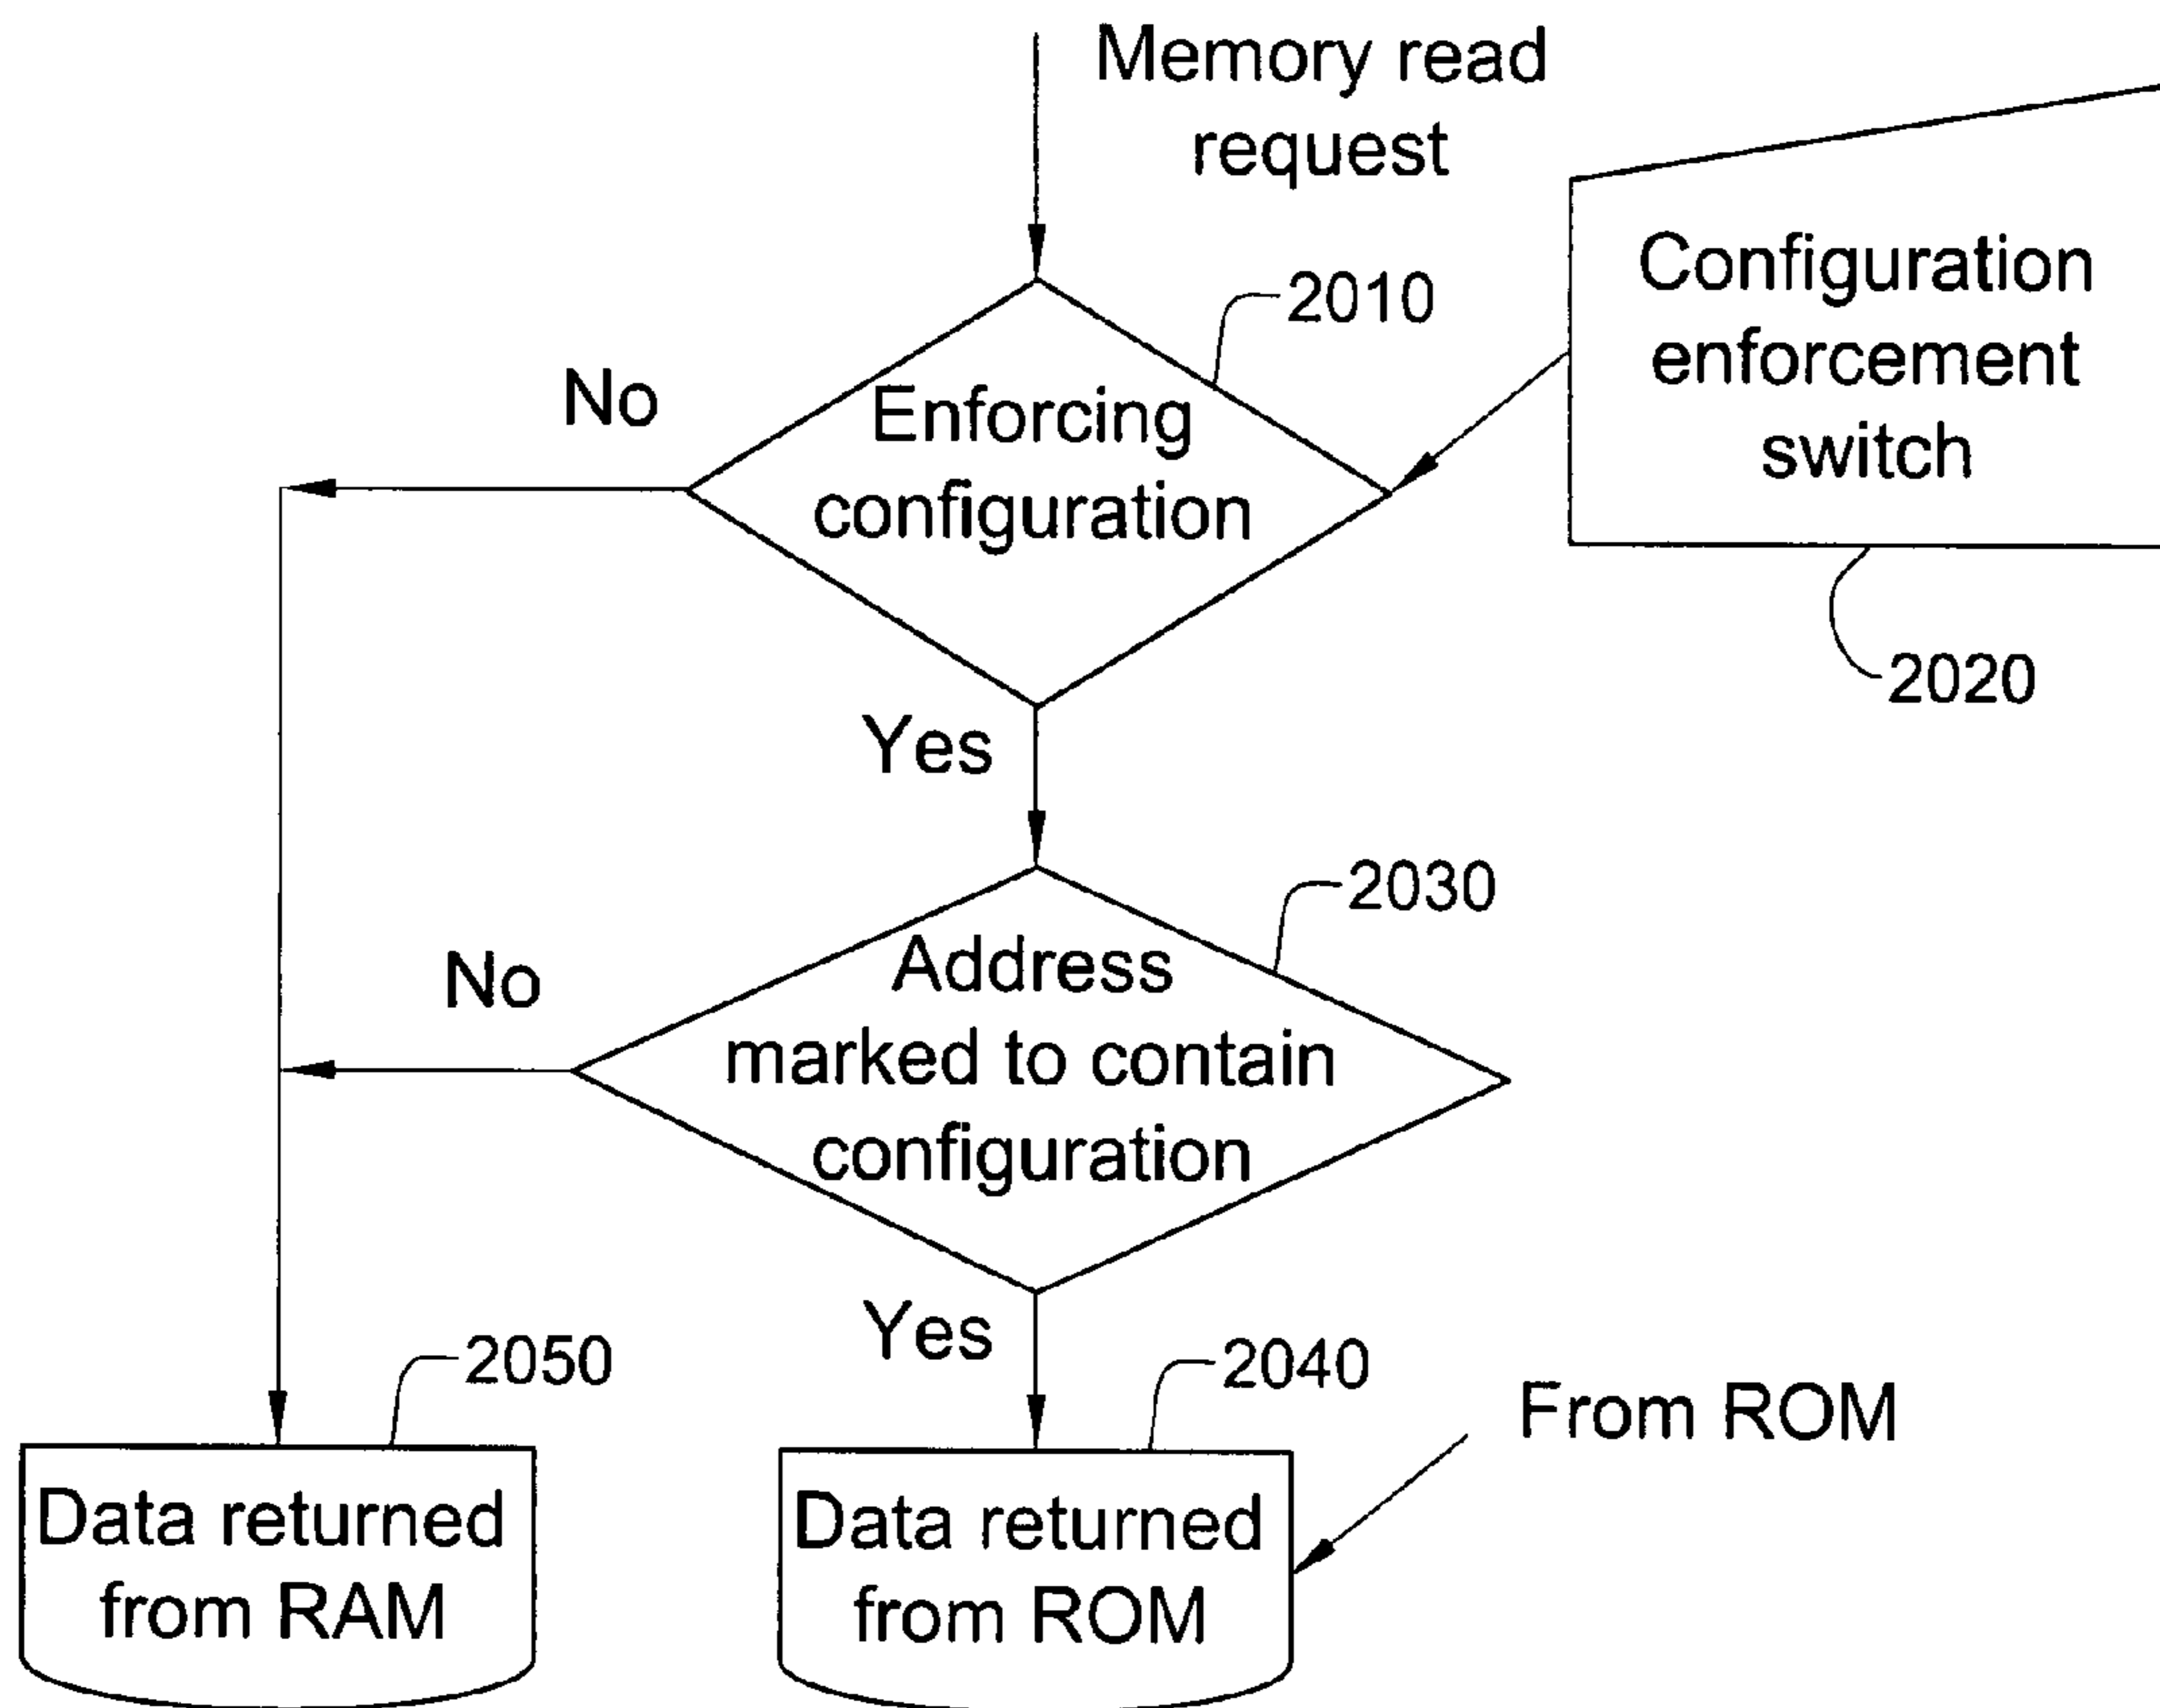 Memory read
request
Configuration
enforcement
switch
2010
No
Enforcing
configuration
2020
Yes
2030
No
Address
marked to contain
configuration
Yes
2050
2040
From ROM
Data returned
from RAM
Data returned
from ROM